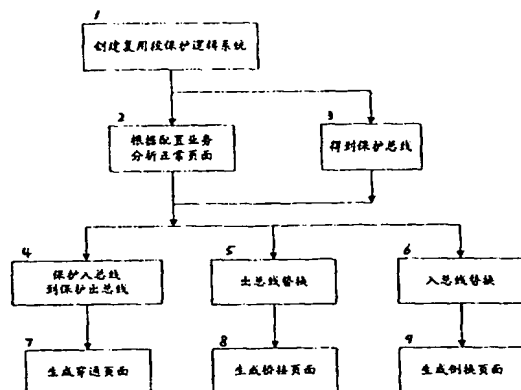 1
创建复用段保护逻辑系统
2
根据配置业务
分析正常页面
3
得到保护总线
4
保护入总线
到保护出总线
5
出总线替换
6
入总线替换
7
生成穿通页面
8
生成桥接页面
9
生成倒换页面